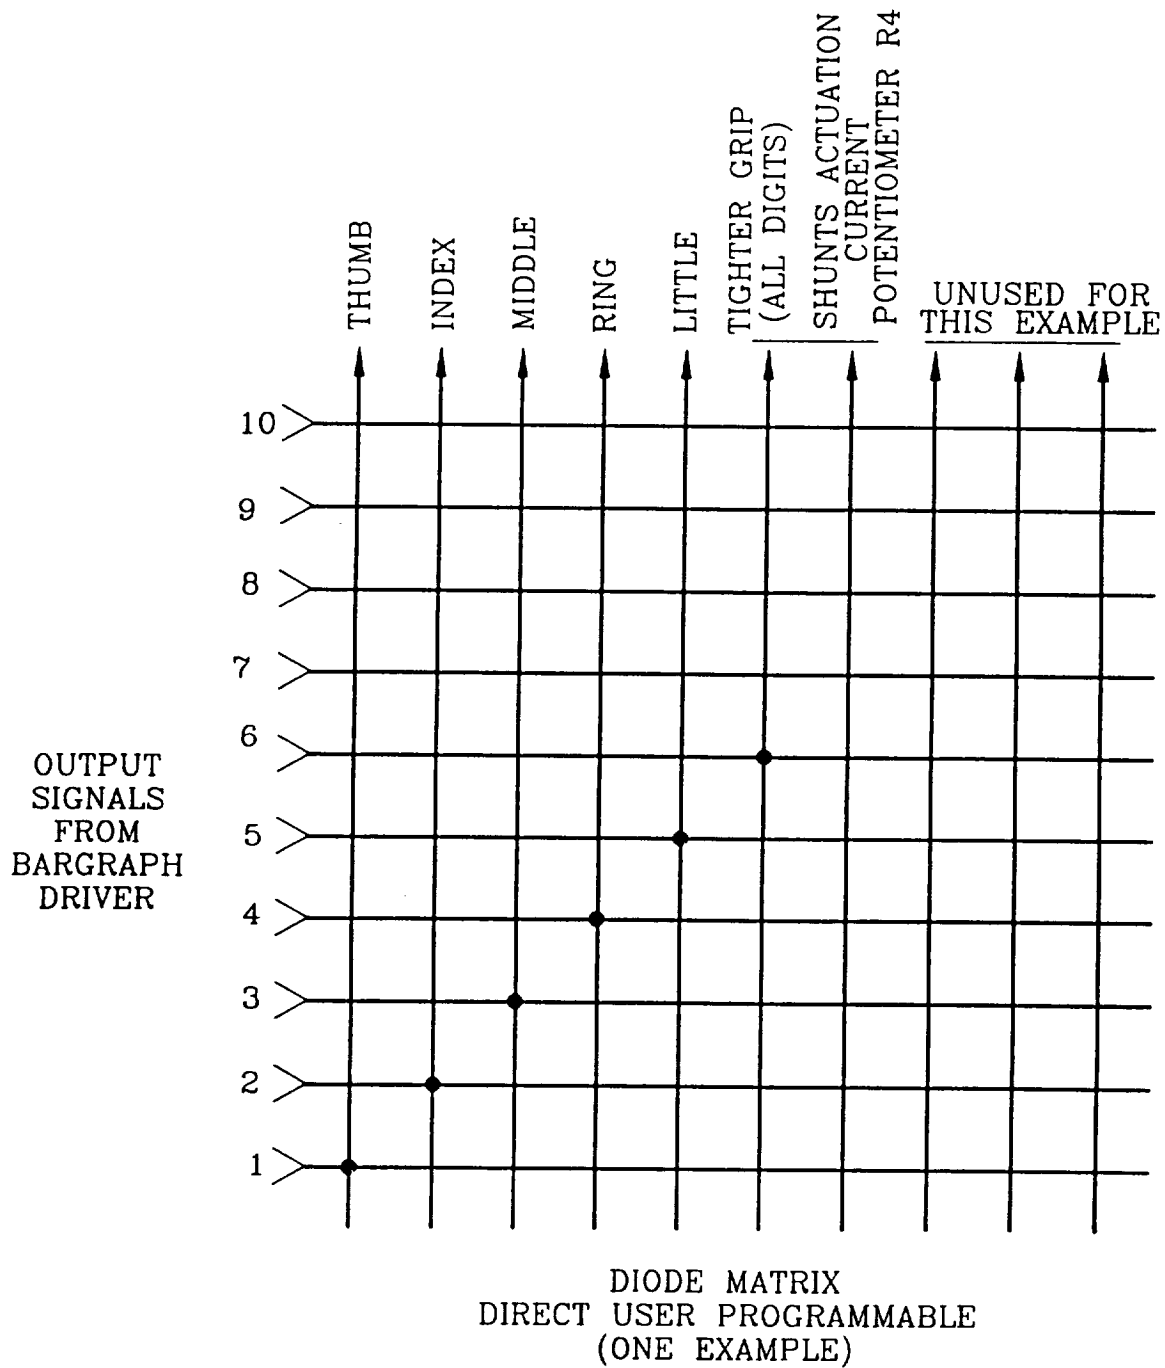 THUMB
INDEX
MIDDLE
RING
LITTLE
TIGHTER GRIP
(ALL DIGITS)
SHUNTS ACTUATION
CURRENT
POTENTIOMETER R4
UNUSED FOR
THIS EXAMPLE
10
9
8
7
6
5
4
3
2
1
OUTPUT
SIGNALS
FROM
BARGRAPH
DRIVER
DIODE MATRIX
DIRECT USER PROGRAMMABLE
(ONE EXAMPLE)